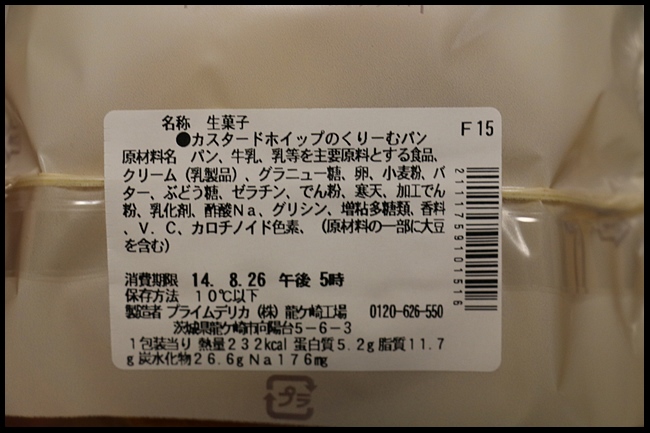 名称 生菓子
F15
●カスタードホイップのくりーむパン
原材料名 パン、牛乳、乳等を主要原料とする食品、
クリーム（乳製品）、グラニュー糖、卵、小麦粉、バ
ター、ぶどう糖、ゼラチン、でん粉、寒天、加工でん
粉、乳化剤、酢酸Ｎａ、グリシン、増粘多糖類、香料
、Ｖ．Ｃ、カロチノイド色素、（原材料の一部に大豆
を含む）
2111175910151６
消費期限 14. 8.26 午後 5時
保存方法 １０℃以下
製造者 プライムデリカ（株）龍ケ崎工場 0120-626-550
茨城県龍ケ崎市向陽台５－６－３
１包装当り 熱量２３２kcal 蛋白質５.２g 脂質１１.７
g 炭水化物２６.６g Ｎａ１７６mg
プラ